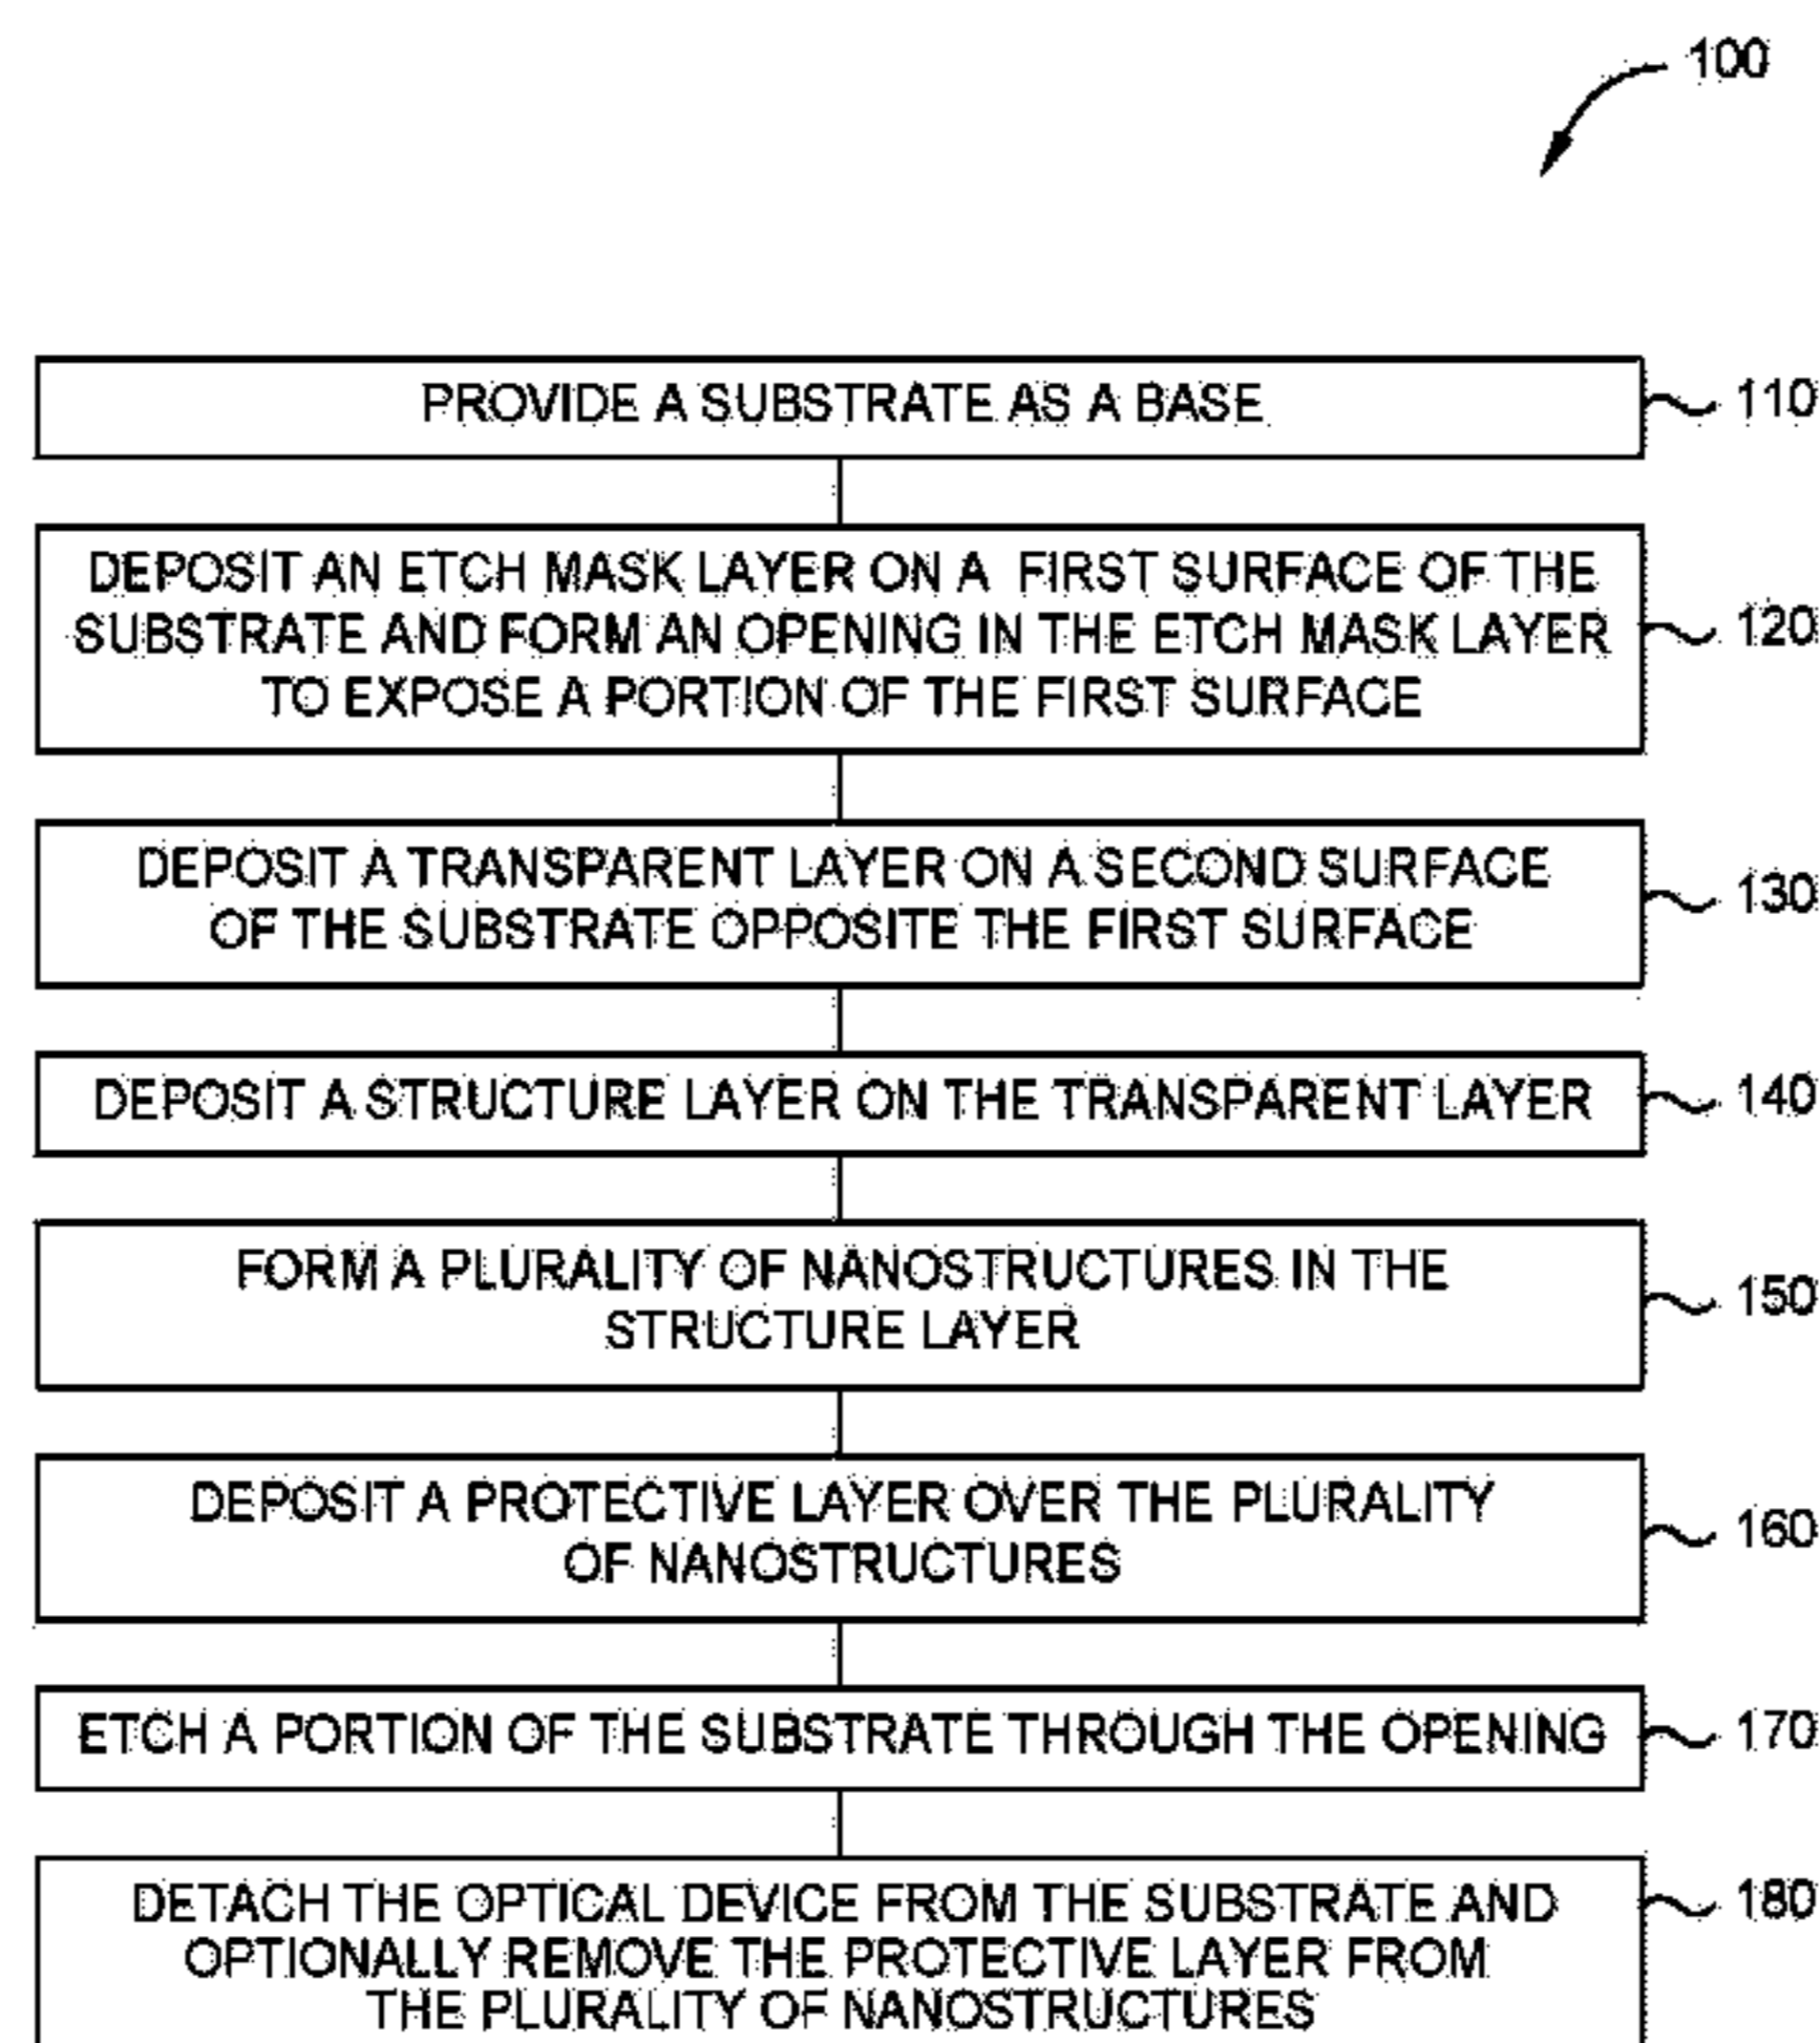 100
PROVIDE A SUBSTRATE AS A BASE
110
DEPOSIT AN ETCH MASK LAYER ON A FIRST SURFACE OF THE
SUBSTRATE AND FORM AN OPENING IN THE ETCH MASK LAYER
TO EXPOSE A PORTION OF THE FIRST SURFACE
120
DEPOSIT A TRANSPARENT LAYER ON A SECOND SURFACE
OF THE SUBSTRATE OPPOSITE THE FIRST SURFACE
130
DEPOSIT A STRUCTURE LAYER ON THE TRANSPARENT LAYER
140
FORM A PLURALITY OF NANOSTRUCTURES IN THE
STRUCTURE LAYER
150
DEPOSIT A PROTECTIVE LAYER OVER THE PLURALITY
OF NANOSTRUCTURES
160
ETCH A PORTION OF THE SUBSTRATE THROUGH THE OPENING
170
DETACH THE OPTICAL DEVICE FROM THE SUBSTRATE AND
OPTIONALLY REMOVE THE PROTECTIVE LAYER FROM
THE PLURALITY OF NANOSTRUCTURES
180